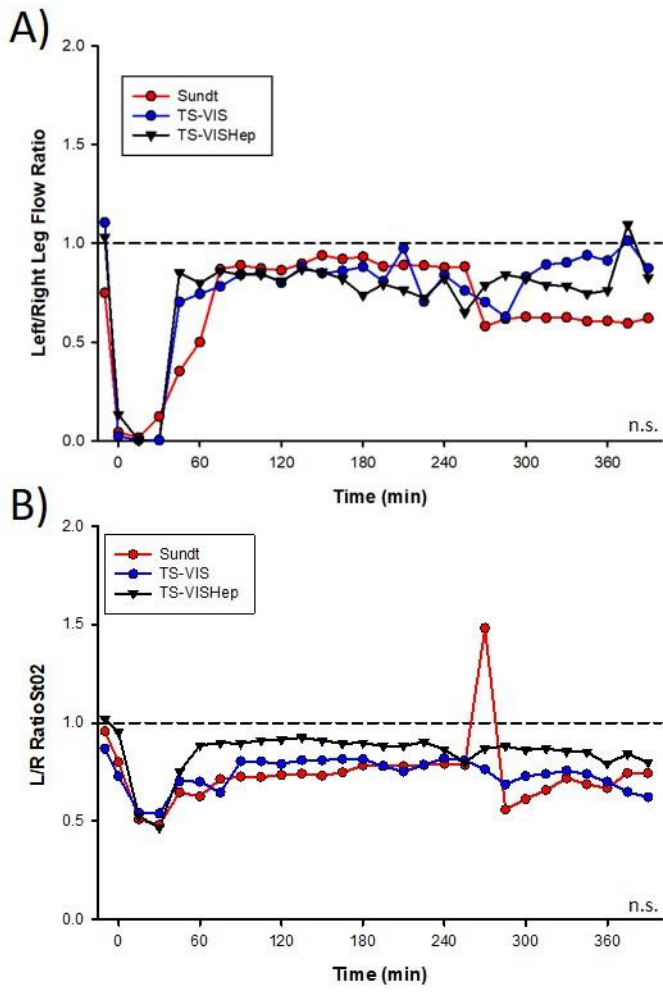 A)
2.0
Sundt
TS-VIS
TS-VISHep
1.5
1.0
0.5
0.0
Left/Right Leg Flow Ratio
n.s.
0 60 120 180 240 300 360
Time (min)
B)
2.0
Sundt
TS-VIS
TS-VISHep
1.5
1.0
0.5
0.0
L/R RatioSt02
n.s.
0 60 120 180 240 300 360
Time (min)